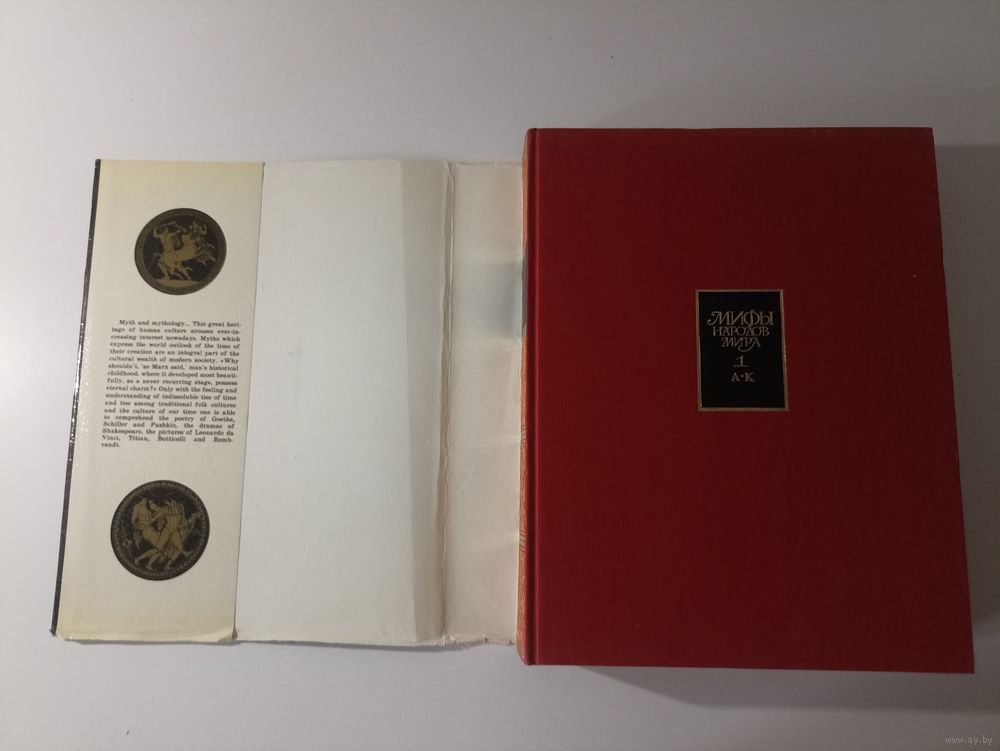 Myth and mythology... This great heri-
tage of human culture arouses ever-in-
creasing interest nowadays. Myths which
express the world outlook of the time of
their creation are an integral part of the
cultural wealth of modern society. «Why
shouldn't, 'as Marx said,' man's historical
childhood, where it developed most beauti-
fully, as a never recurring stage, possess
eternal charm?» Only with the feeling and
understanding of indissoluble ties of time
and ties among traditional folk cultures
and the culture of our time one is able
to comprehend the poetry of Goethe,
Schiller and Pushkin, the dramas of
Shakespeare, the pictures of Leonardo da
Vinci, Titian, Botticelli and Remb-
randt.
МИФЫ
НАРОДОВ
МИРА
1
А•К
www.ay.by